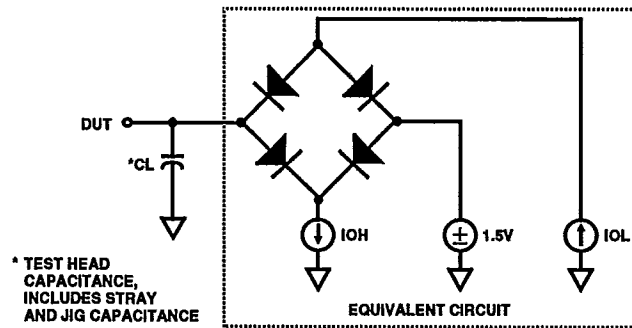 DUT
*CL
IOH
± 1.5V
IOL
* TEST HEAD
CAPACITANCE,
INCLUDES STRAY
AND JIG CAPACITANCE
EQUIVALENT CIRCUIT